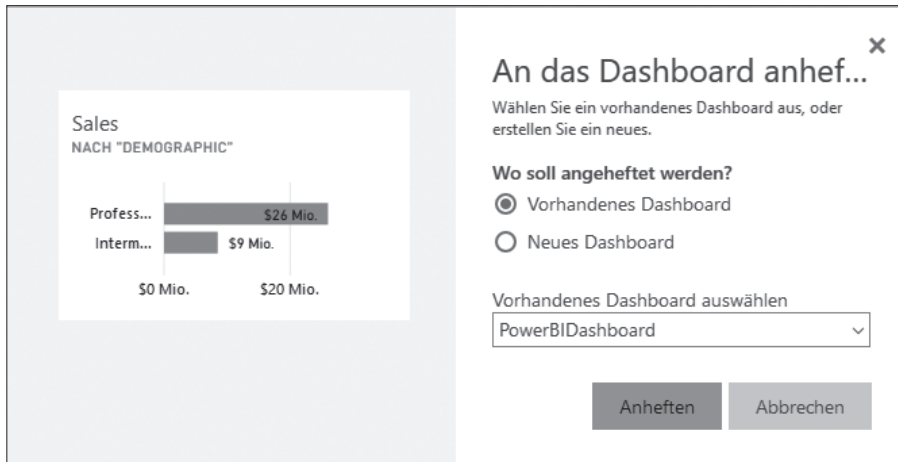 Sales
NACH "DEMOGRAPHIC"
Profess...
$26 Mio.
Interm...
$9 Mio.
$0 Mio.
$20 Mio.
An das Dashboard anhef...
Wählen Sie ein vorhandenes Dashboard aus, oder
erstellen Sie ein neues.
Wo soll angeheftet werden?
Vorhandenes Dashboard
Neues Dashboard
Vorhandenes Dashboard auswählen
PowerBIDashboard
Anheften
Abbrechen